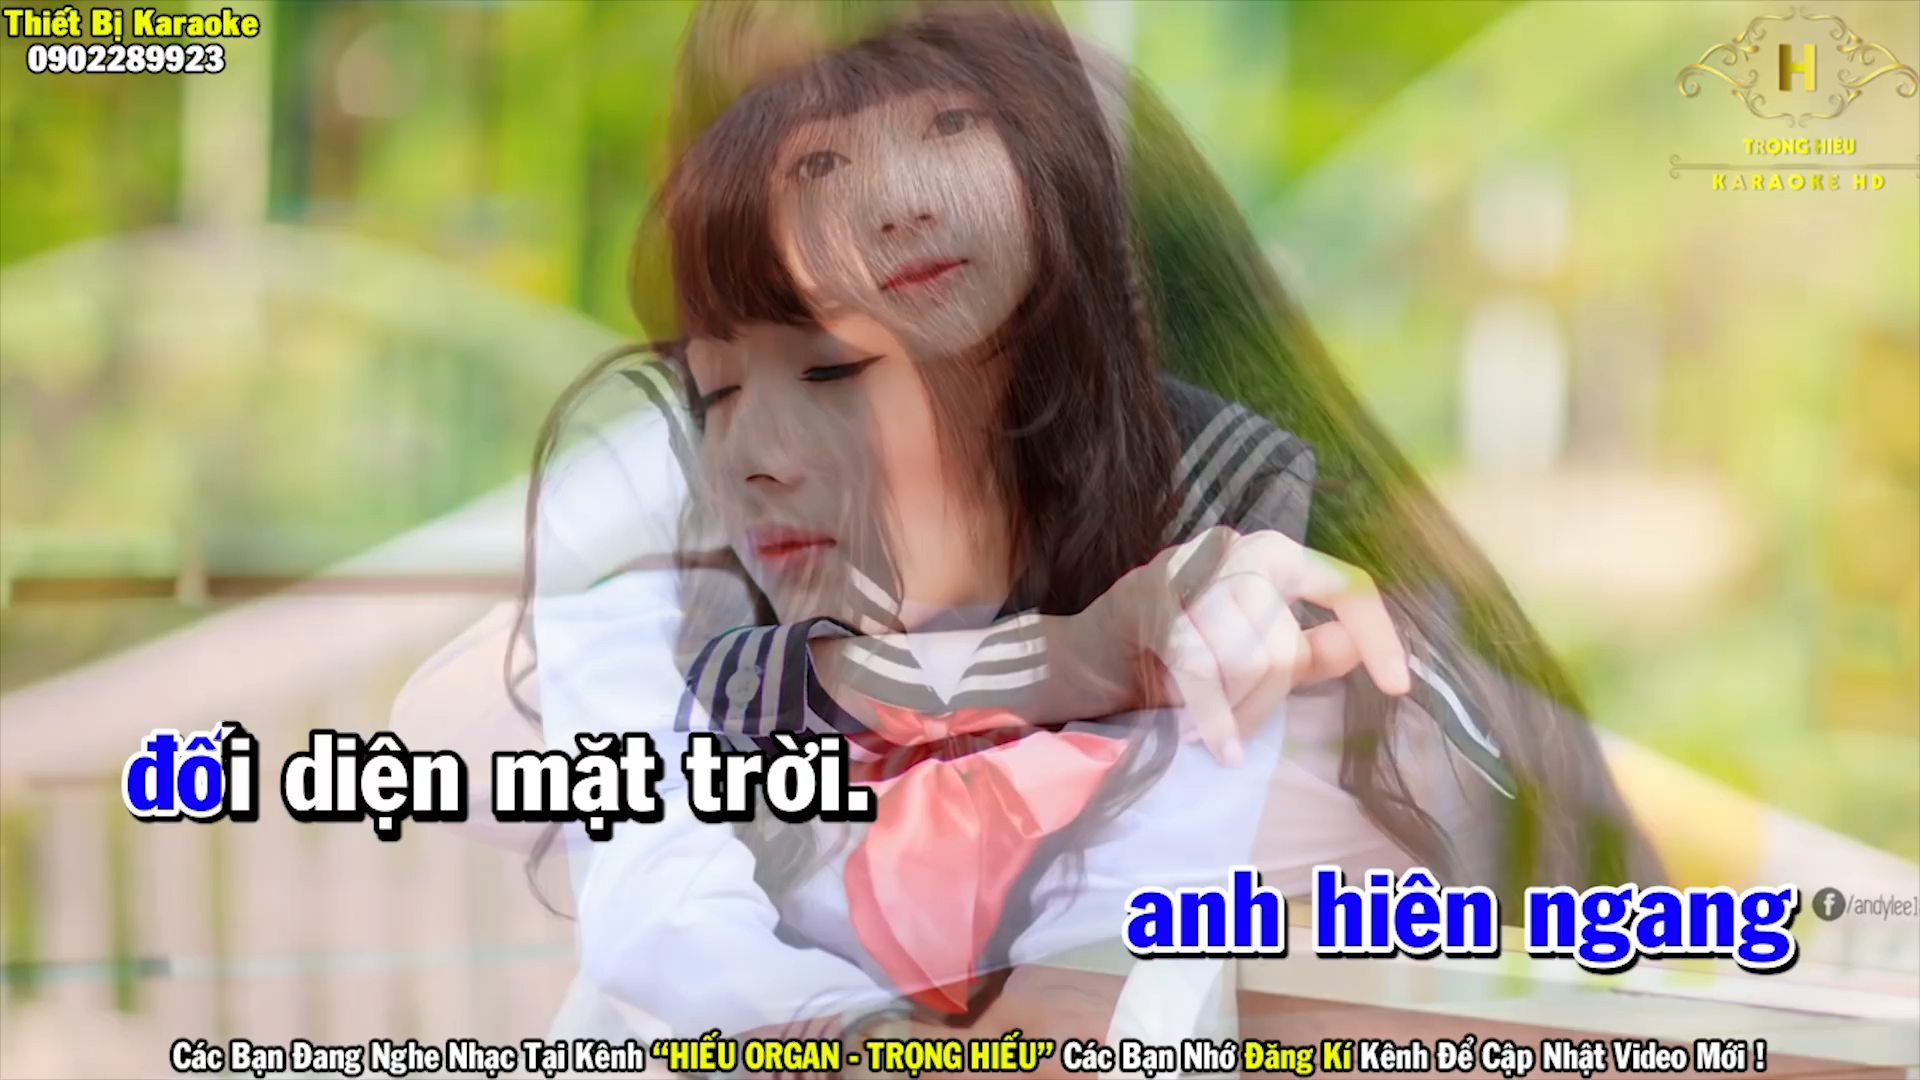 Thiết Bị Karaoke
0902289923
H
TRỌNG HIẾU
KARAOKE HD
đối diện mặt trời.
anh hiên ngang
/andylee1
Các Bạn Đang Nghe Nhạc Tại Kênh “HIẾU ORGAN - TRỌNG HIẾU” Các Bạn Nhớ Đăng Kí Kênh Để Cập Nhật Video Mới !